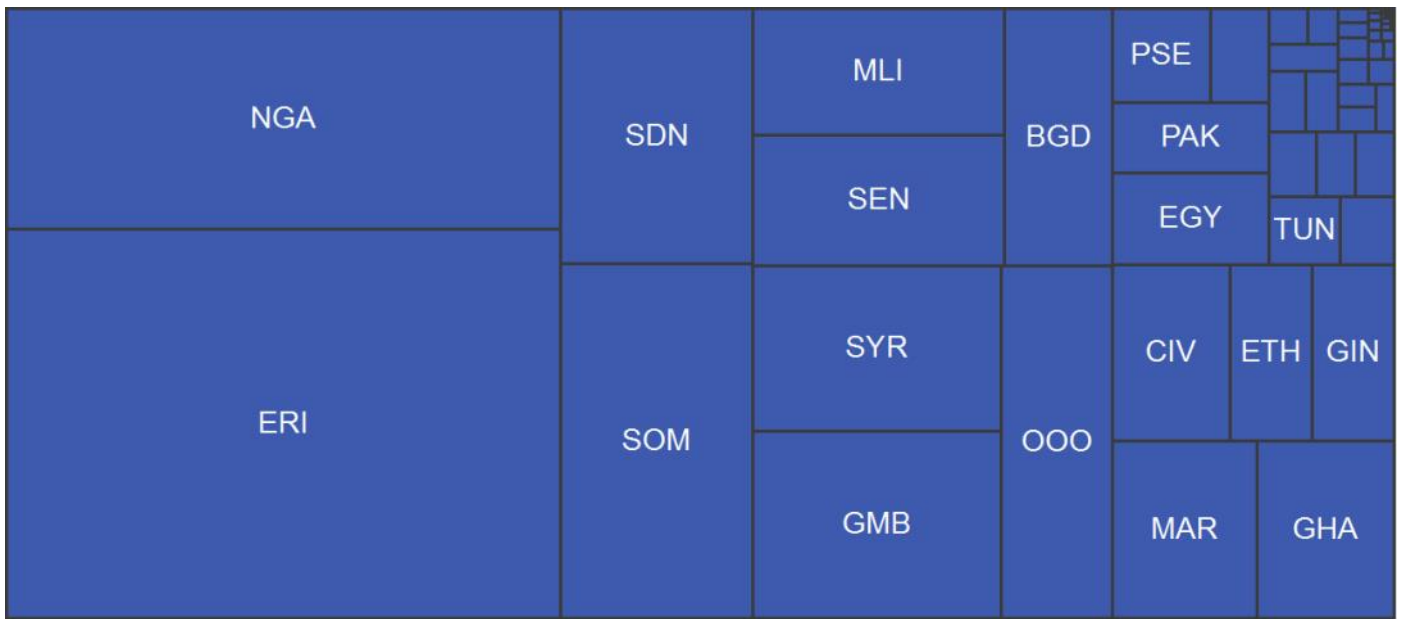 NGA
ERI
SDN
SOM
MLI
SEN
SYR
GMB
BGD
OOO
PSE
PAK
EGY
TUN
CIV
ETH
GIN
MAR
GHA